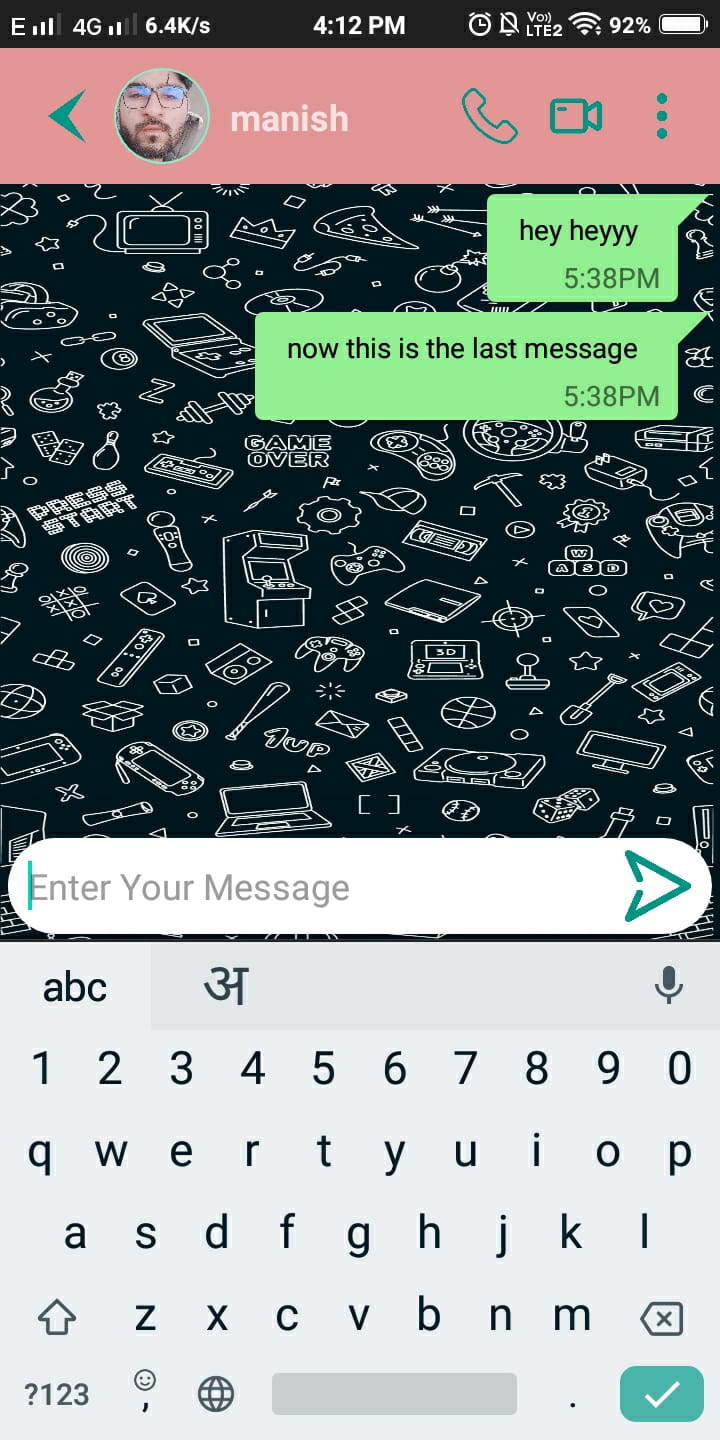 E 4G 6.4K/s 4:12 PM Vo)) LTE2 92%
manish
hey heyyy
5:38PM
now this is the last message
5:38PM
B
Z
GAME
OVER
PRESS
START
W
A S D
3D
1UP
Enter Your Message
abc अ
1 2 3 4 5 6 7 8 9 0
q w e r t y u i o p
a s d f g h j k l
z x c v b n m
?123 , .